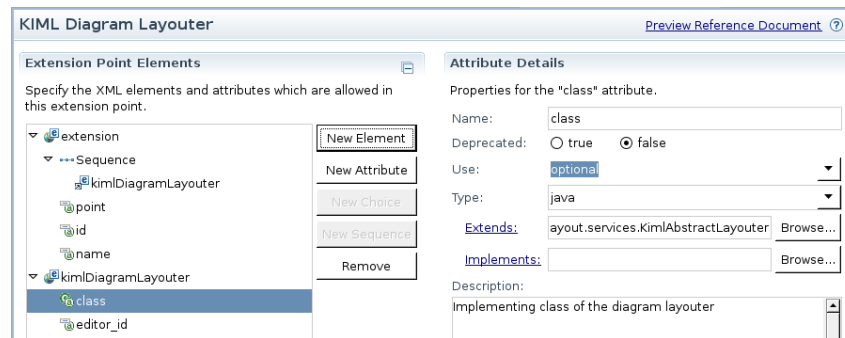 KIML Diagram Layouter
Preview Reference Document
Extension Point Elements
Specify the XML elements and attributes which are allowed in
this extension point.
extension
Sequence
kimlDiagramLayouter
point
id
name
kimlDiagramLayouter
class
editor_id
New Element
New Attribute
New Choice
New Sequence
Remove
Attribute Details
Properties for the "class" attribute.
Name: class
Deprecated: true false
Use: optional
Type: java
Extends: ayout.services.KimlAbstractLayouter Browse...
Implements: Browse...
Description:
Implementing class of the diagram layouter